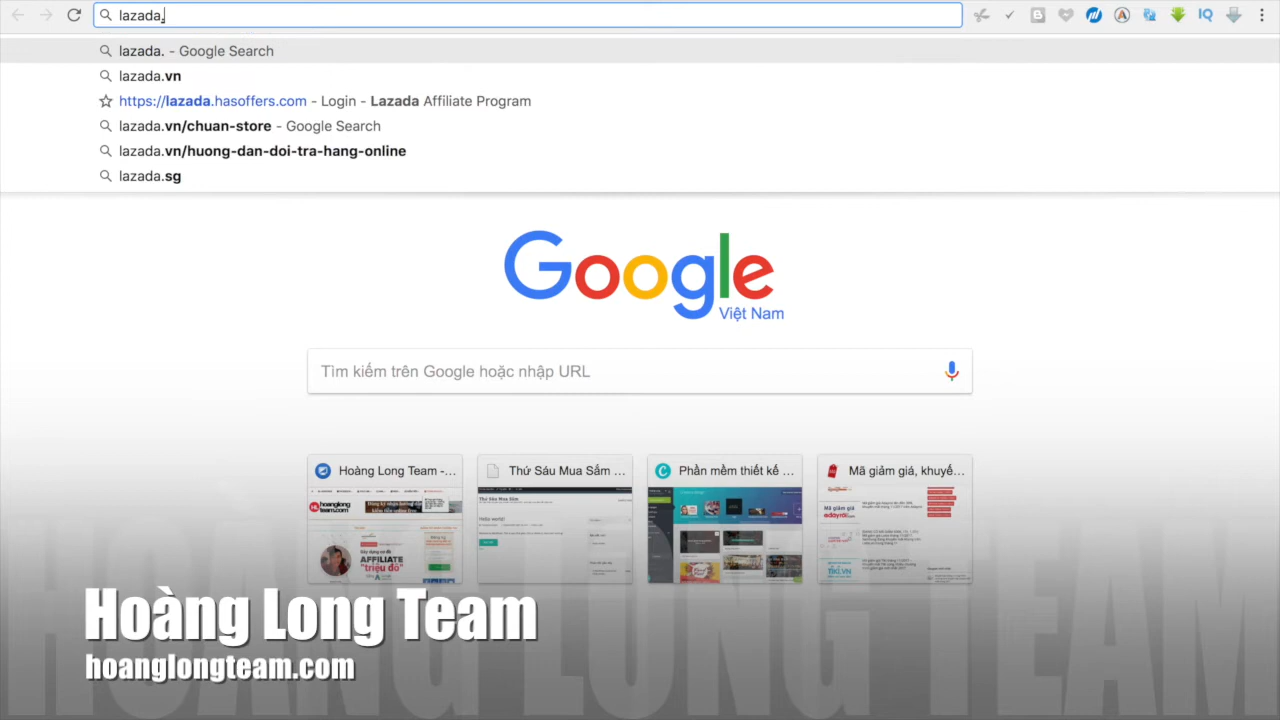 lazada.
lazada. - Google Search
lazada.vn
https://lazada.hasoffers.com - Login - Lazada Affiliate Program
lazada.vn/chuan-store - Google Search
lazada.vn/huong-dan-doi-tra-hang-online
lazada.sg
Google
Việt Nam
Tìm kiếm trên Google hoặc nhập URL
Hoàng Long Team -...
Thứ Sáu Mua Sắm ...
Phần mềm thiết kế ...
Mã giảm giá, khuyế...
Hoàng Long Team
hoanglongteam.com
HOANG LONG TEAM